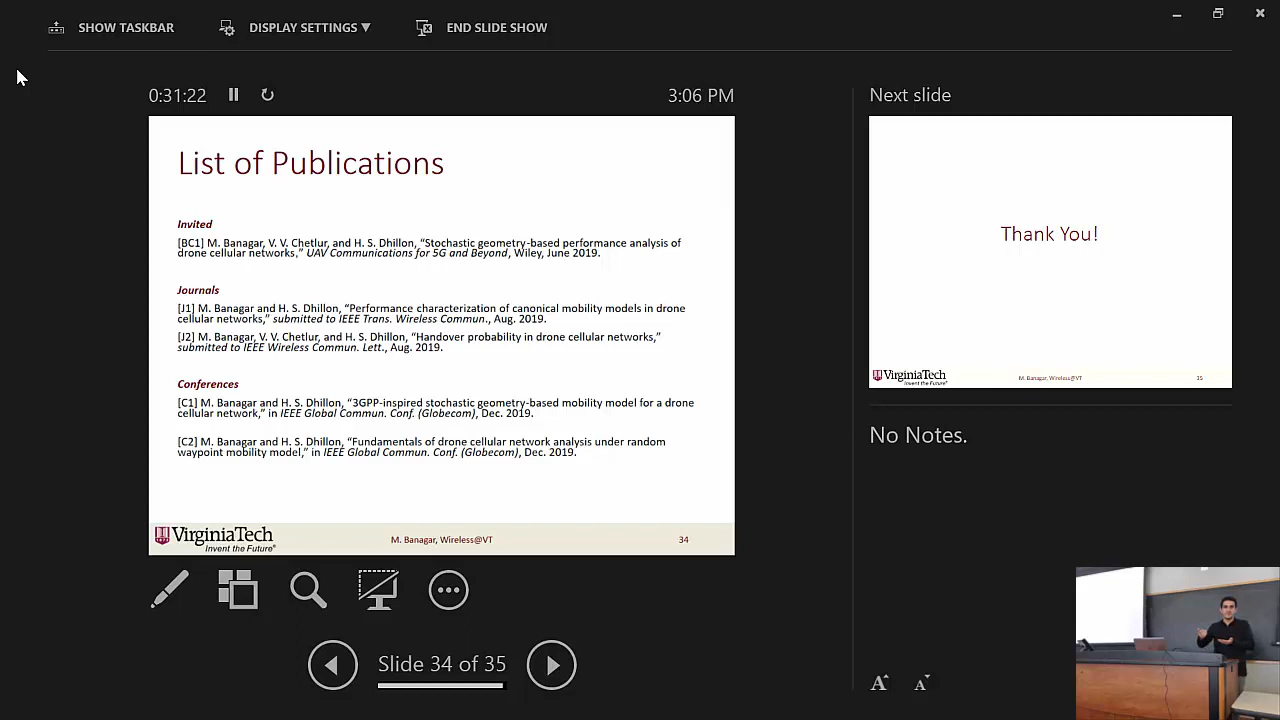 SHOW TASKBAR
DISPLAY SETTINGS ▼
END SLIDE SHOW
0:31:22
3:06 PM
List of Publications
Invited
[BC1] M. Banagar, V. V. Chetlur, and H. S. Dhillon, “Stochastic geometry-based performance analysis of
drone cellular networks,” UAV Communications for 5G and Beyond, Wiley, June 2019.
Journals
[J1] M. Banagar and H. S. Dhillon, “Performance characterization of canonical mobility models in drone
cellular networks,” submitted to IEEE Trans. Wireless Commun., Aug. 2019.
[J2] M. Banagar, V. V. Chetlur, and H. S. Dhillon, “Handover probability in drone cellular networks,”
submitted to IEEE Wireless Commun. Lett., Aug. 2019.
Conferences
[C1] M. Banagar and H. S. Dhillon, “3GPP-inspired stochastic geometry-based mobility model for a drone
cellular network,” in IEEE Global Commun. Conf. (Globecom), Dec. 2019.
[C2] M. Banagar and H. S. Dhillon, “Fundamentals of drone cellular network analysis under random
waypoint mobility model,” in IEEE Global Commun. Conf. (Globecom), Dec. 2019.
VirginiaTech
Invent the Future®
M. Banagar, Wireless@VT
34
Slide 34 of 35
Next slide
Thank You!
VirginiaTech
Invent the Future®
M. Banagar, Wireless@VT
35
No Notes.
A
A